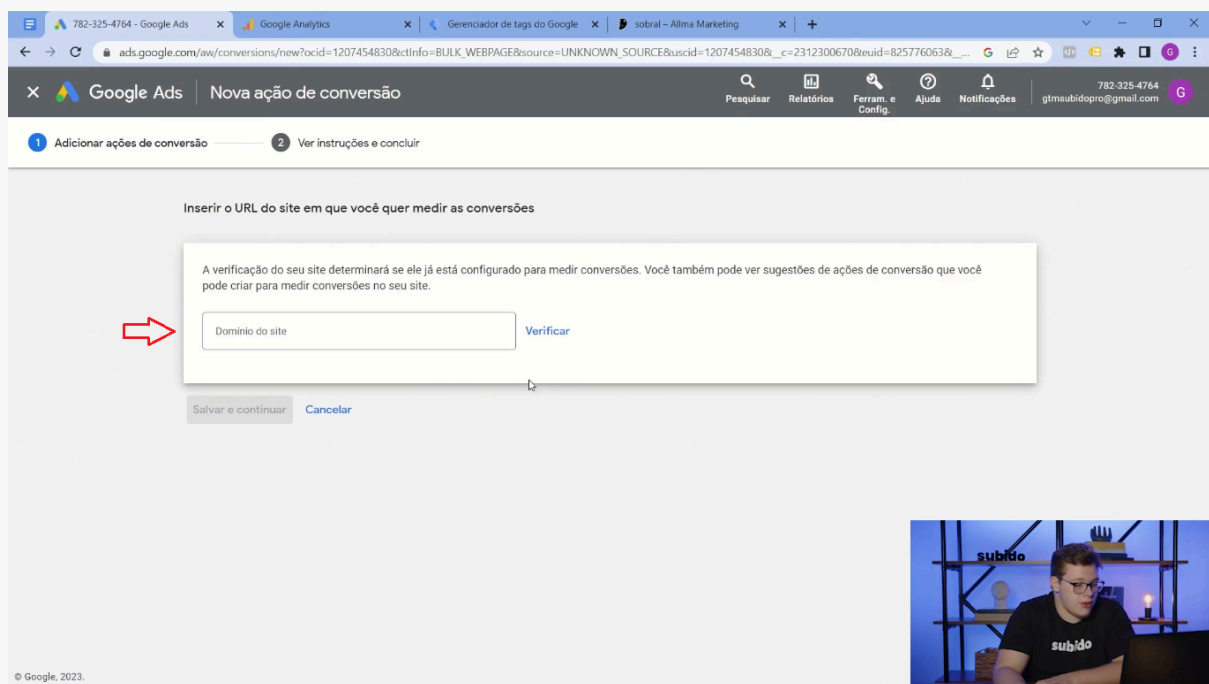 782-325-4764 - Google Ads
Google Analytics
Gerenciador de tags do Google
sobral – Allma Marketing
ads.google.com/aw/conversions/new?ocid=1207454830&ctInfo=BULK_WEBPAGE&source=UNKNOWN_SOURCE&uscid=1207454830&__c=2312300670&euid=825776063&__...
Google Ads
Nova ação de conversão
Pesquisar
Relatórios
Ferram. e
Config.
Ajuda
Notificações
782-325-4764
gtmsubidopro@gmail.com
G
1 Adicionar ações de conversão
2 Ver instruções e concluir
Inserir o URL do site em que você quer medir as conversões
A verificação do seu site determinará se ele já está configurado para medir conversões. Você também pode ver sugestões de ações de conversão que você
pode criar para medir conversões no seu site.
Domínio do site
Verificar
Salvar e continuar
Cancelar
subido
subido
© Google, 2023.